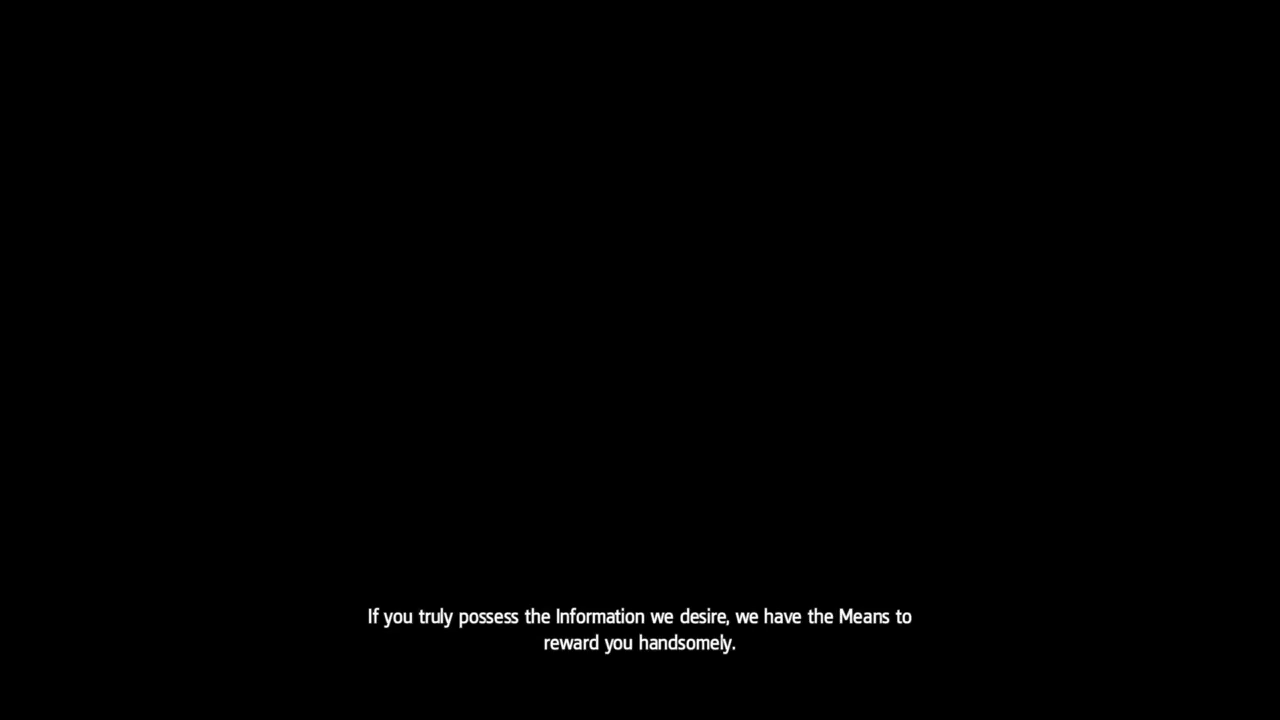 If you truly possess the Information we desire, we have the Means to
reward you handsomely.